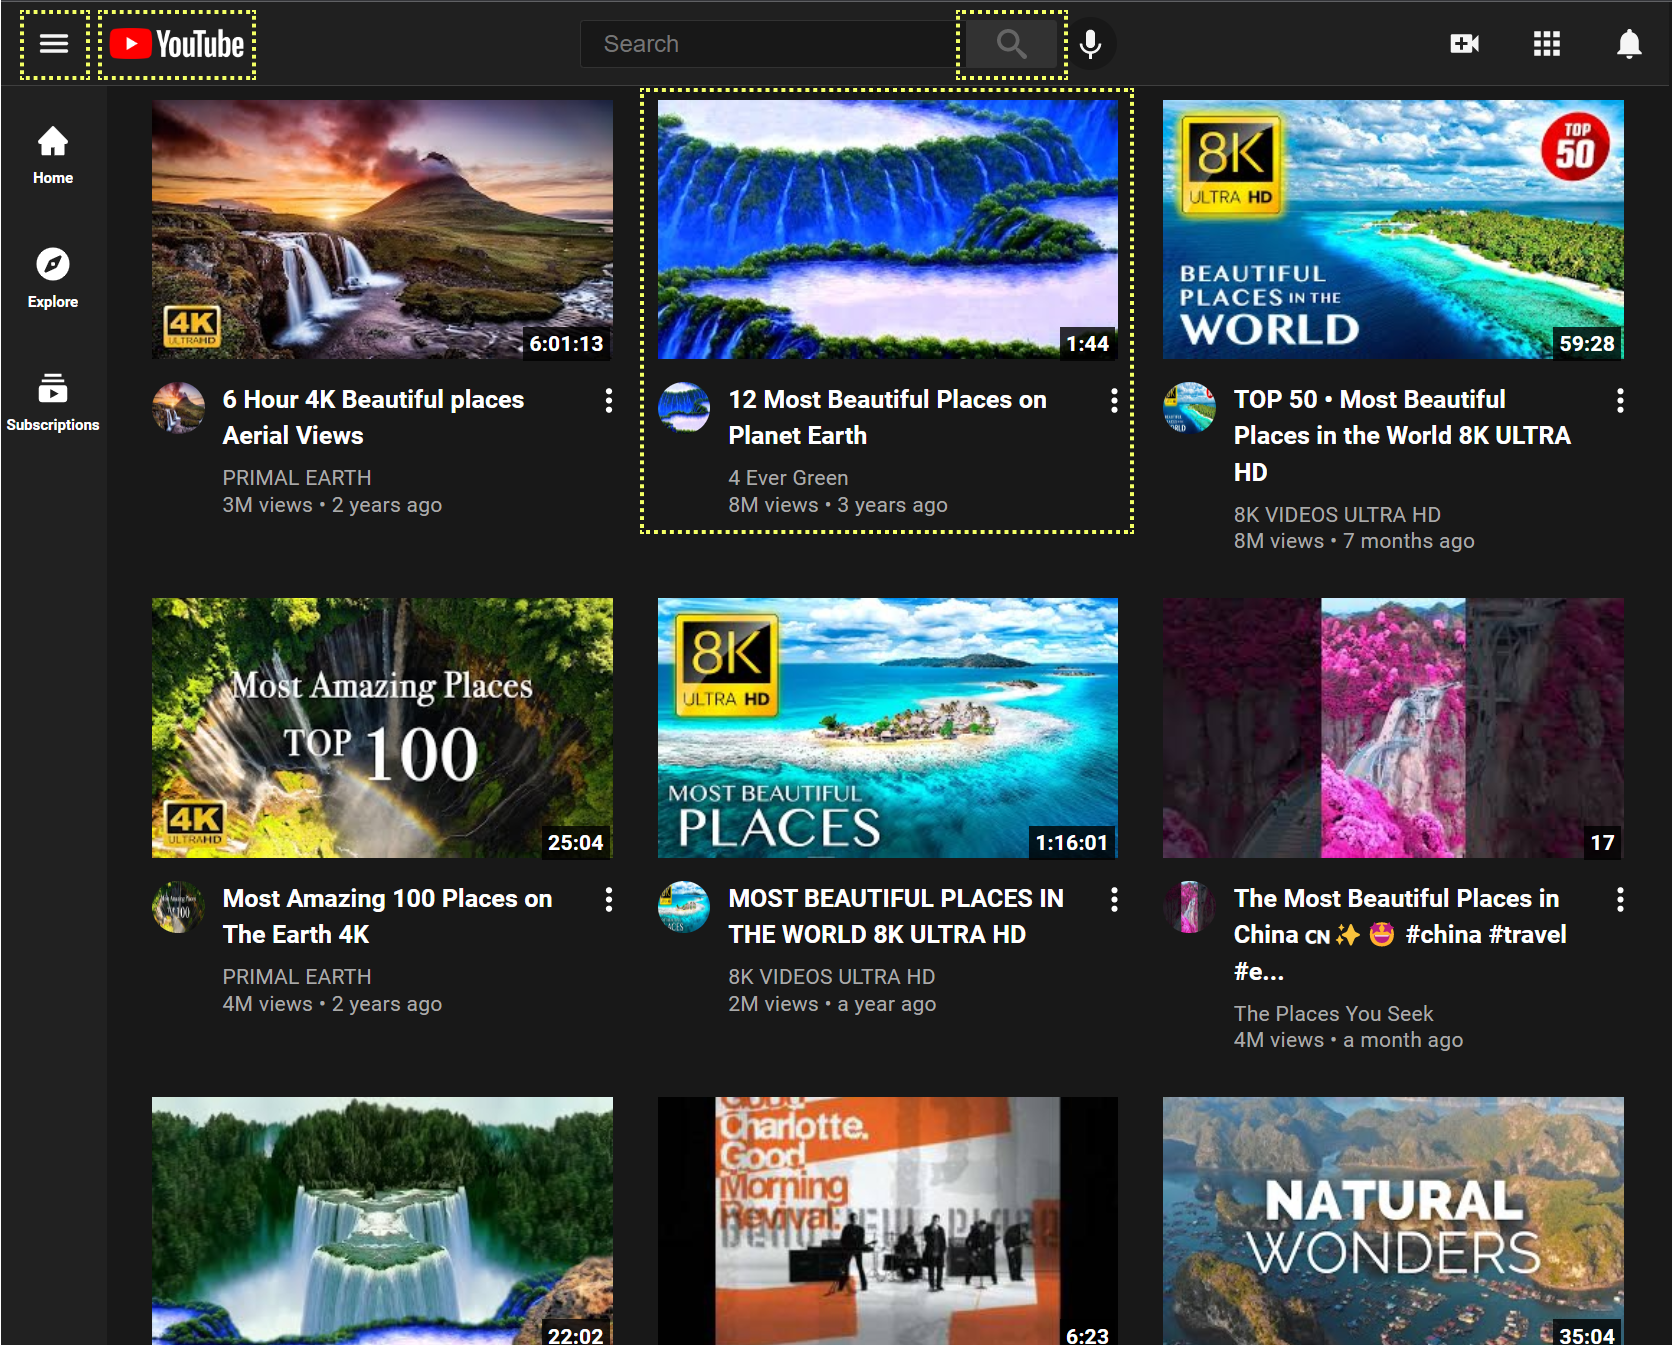 YouTube
Search
Home
Explore
Subscriptions
4K
ULTRAHD
6:01:13
6 Hour 4K Beautiful places
Aerial Views
PRIMAL EARTH
3M views • 2 years ago
1:44
12 Most Beautiful Places on
Planet Earth
4 Ever Green
8M views • 3 years ago
8K
ULTRA HD
TOP
50
BEAUTIFUL
PLACES IN THE
WORLD
59:28
TOP 50 • Most Beautiful
Places in the World 8K ULTRA
HD
8K VIDEOS ULTRA HD
8M views • 7 months ago
Most Amazing Places
TOP 100
4K
ULTRAHD
25:04
Most Amazing 100 Places on
The Earth 4K
PRIMAL EARTH
4M views • 2 years ago
8K
ULTRA HD
MOST BEAUTIFUL
PLACES
1:16:01
MOST BEAUTIFUL PLACES IN
THE WORLD 8K ULTRA HD
8K VIDEOS ULTRA HD
2M views • a year ago
17
The Most Beautiful Places in
China CN✨ 🤩 #china #travel
#e...
The Places You Seek
4M views • a month ago
22:02
Good
Charlotte.
Good
Morning
Revival.
6:23
NATURAL
WONDERS
35:04